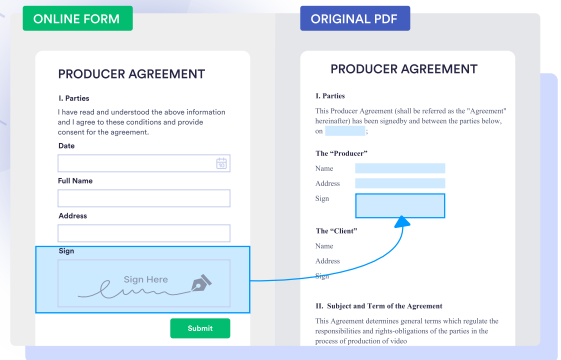 ONLINE FORM
PRODUCER AGREEMENT
I. Parties
I have read and understood the above information
and I agree to these conditions and provide
consent for the agreement.
Date
Full Name
Address
Sign
Sign Here
Submit
ORIGINAL PDF
PRODUCER AGREEMENT
I. Parties
This Producer Agreement (shall be referred as the "Agreement"
hereinafter) has been signedby and between the parties below,
on ;
The “Producer”
Name
Address
Sign
The “Client”
Name
Address
Sign
II. Subject and Term of the Agreement
This Agreement determines general terms which regulate the
responsibilities and rights-obligations of the parties in the
process of production of video